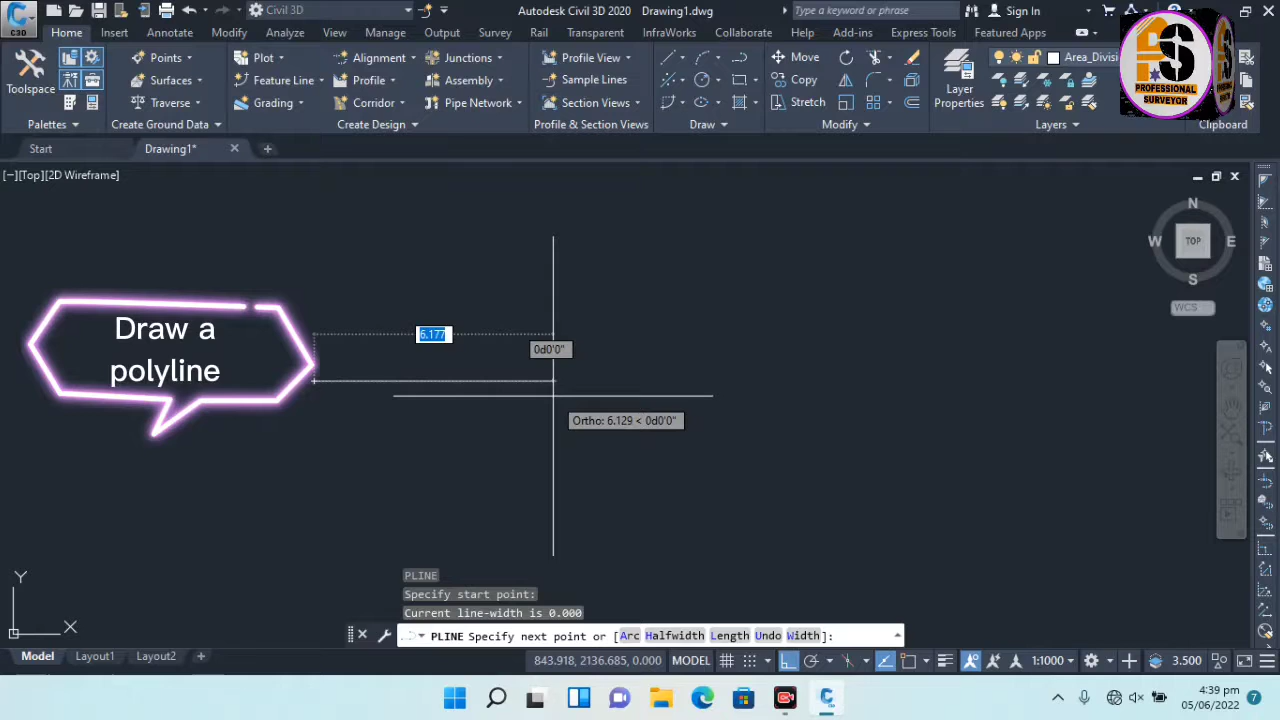 C3D
Civil 3D
Autodesk Civil 3D 2020 Drawing1.dwg
Type a keyword or phrase
Sign In
Home Insert Annotate Modify Analyze View Manage Output Survey Rail Transparent InfraWorks Collaborate Help Add-ins Express Tools Featured Apps
Toolspace
Palettes
Points
Surfaces
Traverse
Create Ground Data
Plot
Feature Line
Grading
Alignment
Profile
Corridor
Junctions
Assembly
Pipe Network
Create Design
Profile View
Sample Lines
Section Views
Profile & Section Views
Draw
Move
Copy
Stretch
Modify
Layer
Properties
Area_Divisi
Layers
Clipboard
PS
PROFESSIONAL
SURVEYOR
Start
Drawing1*
[−][Top][2D Wireframe]
N
W TOP E
S
WCS
Draw a
polyline
6.177
0d0'0"
Ortho: 6.129 < 0d0'0"
Y
X
PLINE
Specify start point:
Current line-width is 0.000
PLINE Specify next point or [Arc Halfwidth Length Undo Width]:
Model Layout1 Layout2
843.918, 2136.685, 0.000 MODEL
1:1000
3.500
4:39 pm
05/06/2022
7